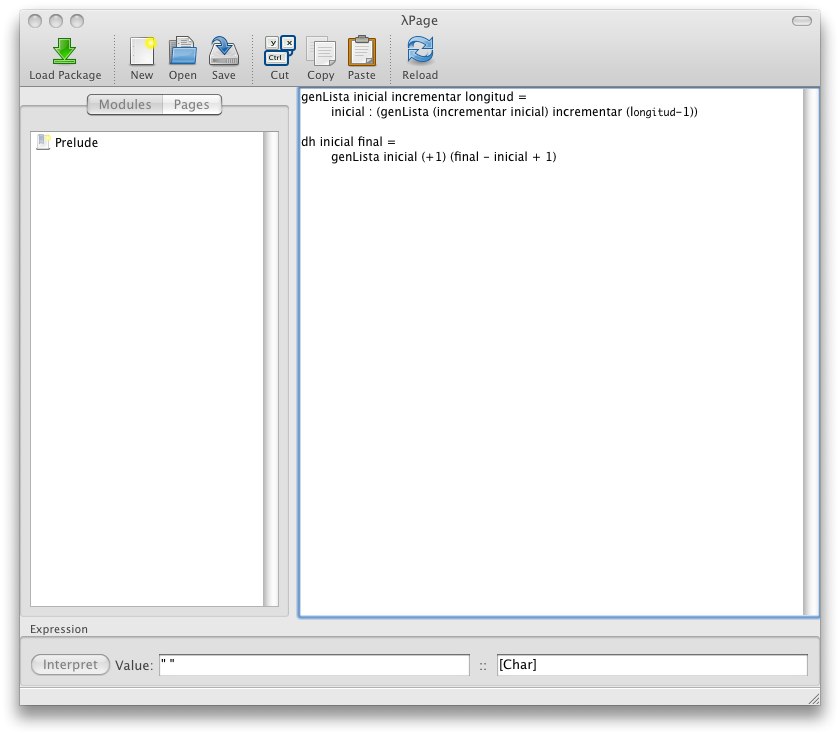 λPage
Load Package New Open Save Cut Copy Paste Reload
Modules Pages
Prelude
genLista inicial incrementar longitud =
inicial : (genLista (incrementar inicial) incrementar (longitud-1))
dh inicial final =
genLista inicial (+1) (final - inicial + 1)
Expression
Interpret Value: " " :: [Char]